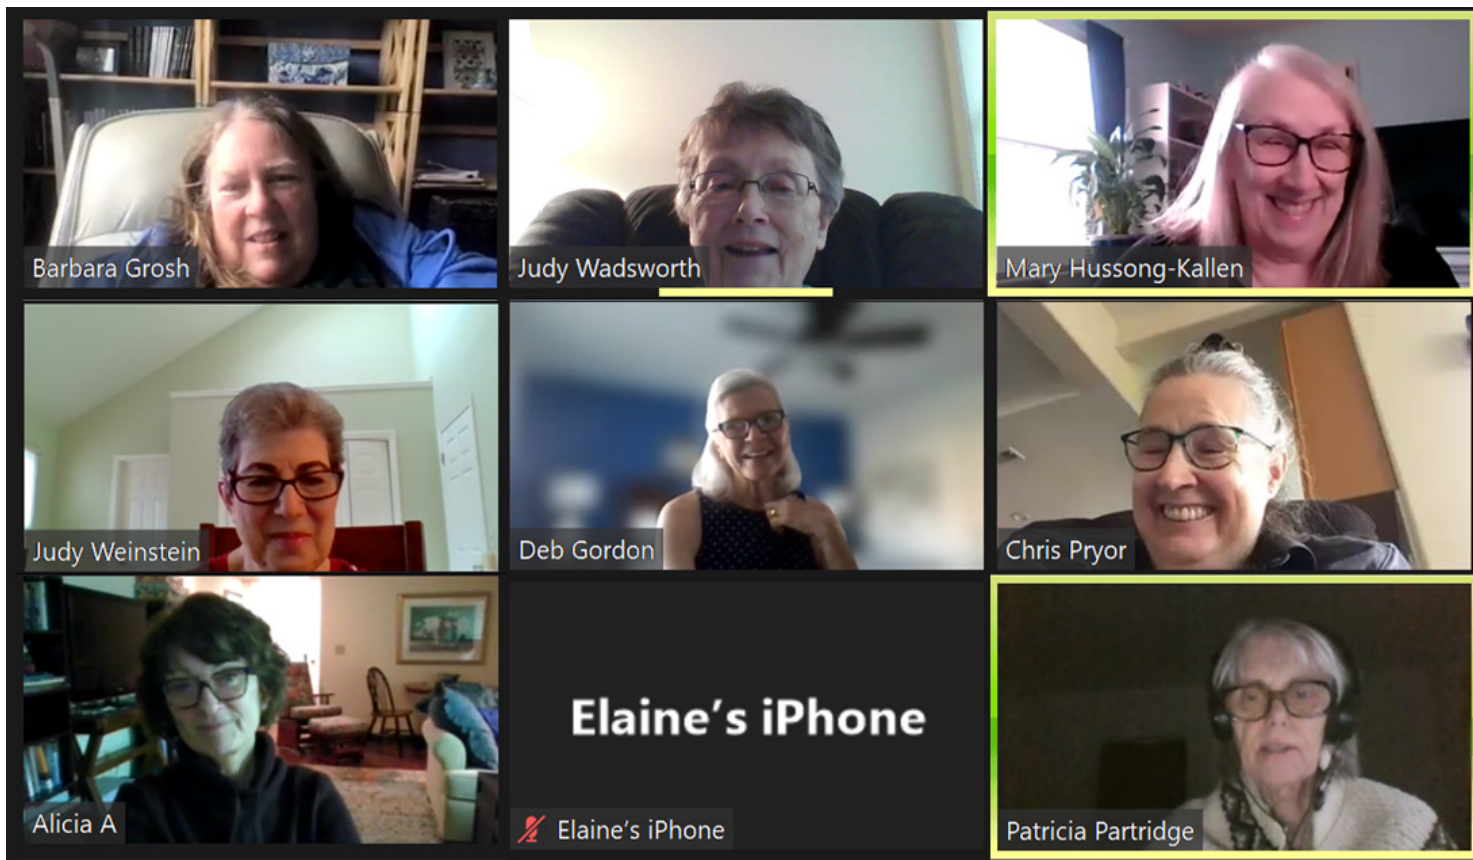 Barbara Grosh
Judy Wadsworth
Mary Hussong-Kallen
Judy Weinstein
Deb Gordon
Chris Pryor
Alicia A
Elaine’s iPhone
Elaine’s iPhone
Patricia Partridge